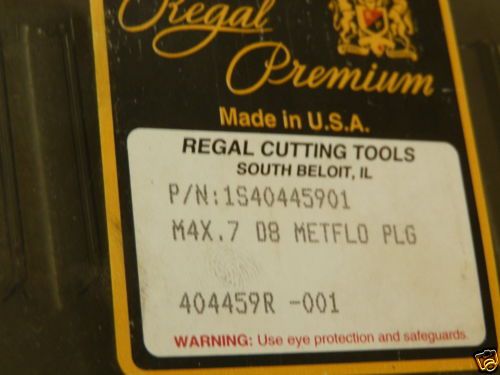 Regal
Premium
Made in U.S.A.
REGAL CUTTING TOOLS
SOUTH BELOIT, IL
P/N:1S40445901
M4X.7 D8 METFLO PLG
404459R -001
WARNING: Use eye protection and safeguards.